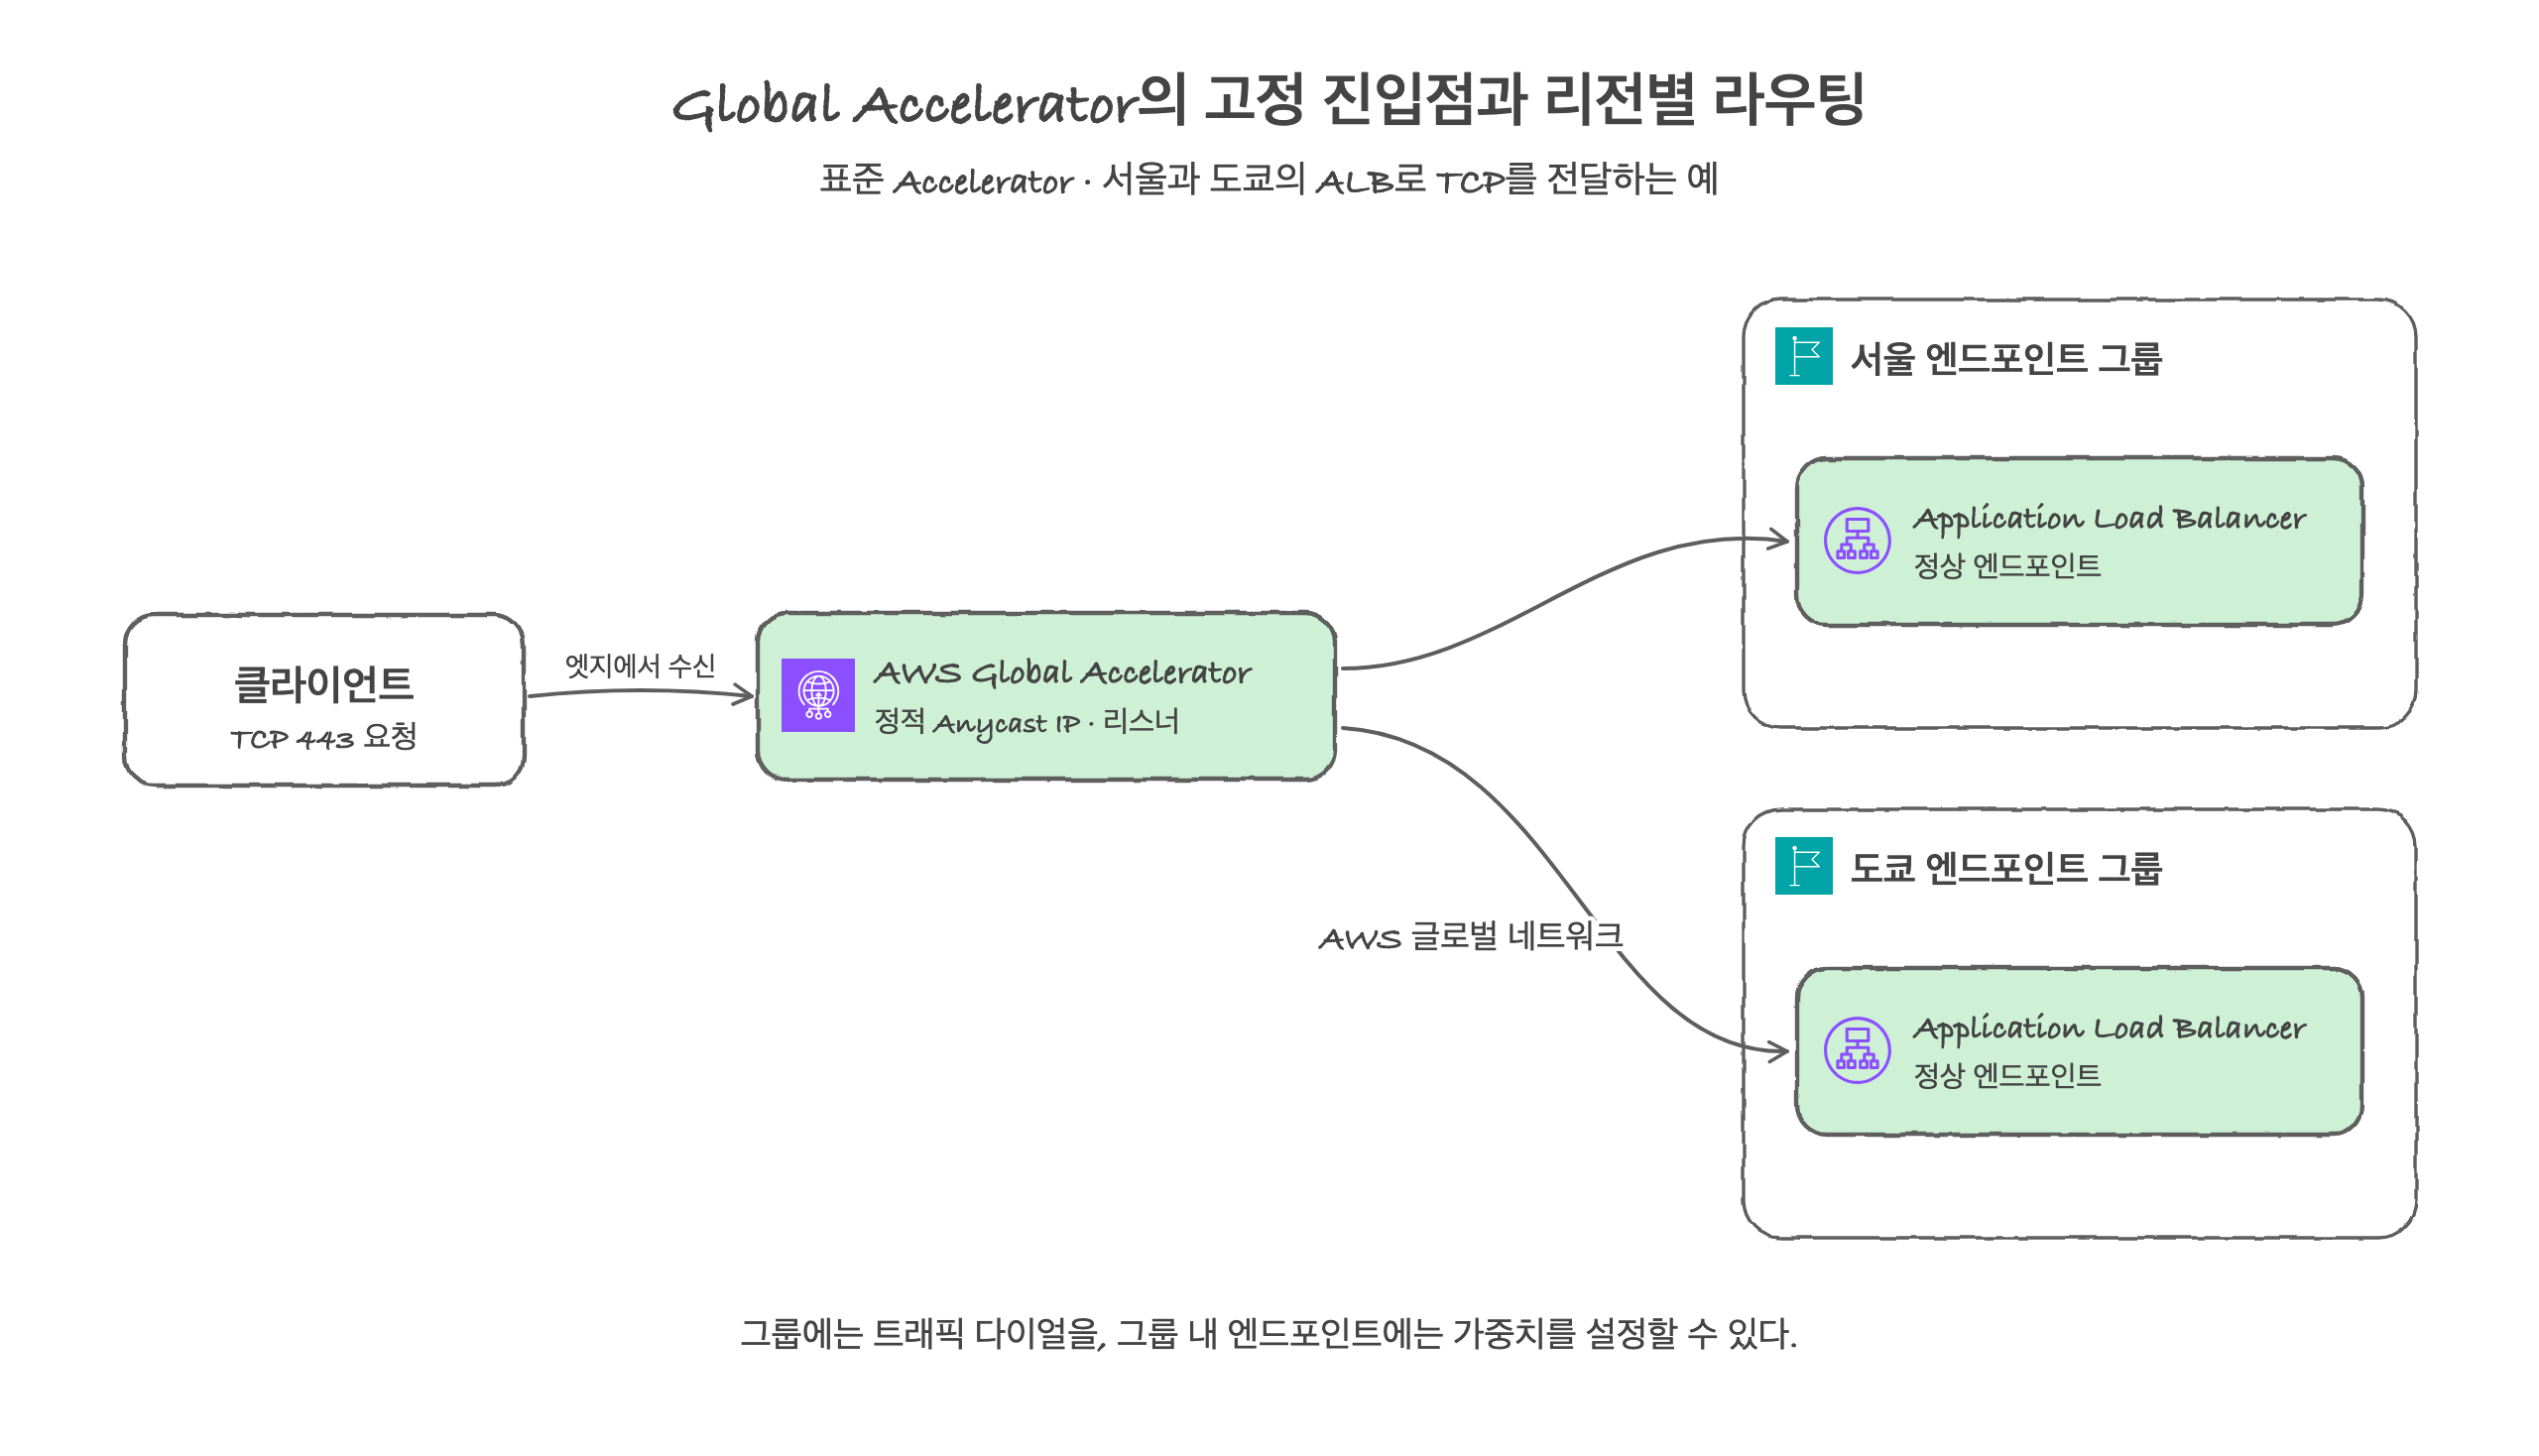 Global Accelerator의 고정 진입점과 리전별 라우팅
표준 Accelerator · 서울과 도쿄의 ALB로 TCP를 전달하는 예
클라이언트
TCP 443 요청
엣지에서 수신
AWS Global Accelerator
정적 Anycast IP · 리스너
서울 엔드포인트 그룹
Application Load Balancer
정상 엔드포인트
AWS 글로벌 네트워크
도쿄 엔드포인트 그룹
Application Load Balancer
정상 엔드포인트
그룹에는 트래픽 다이얼을, 그룹 내 엔드포인트에는 가중치를 설정할 수 있다.